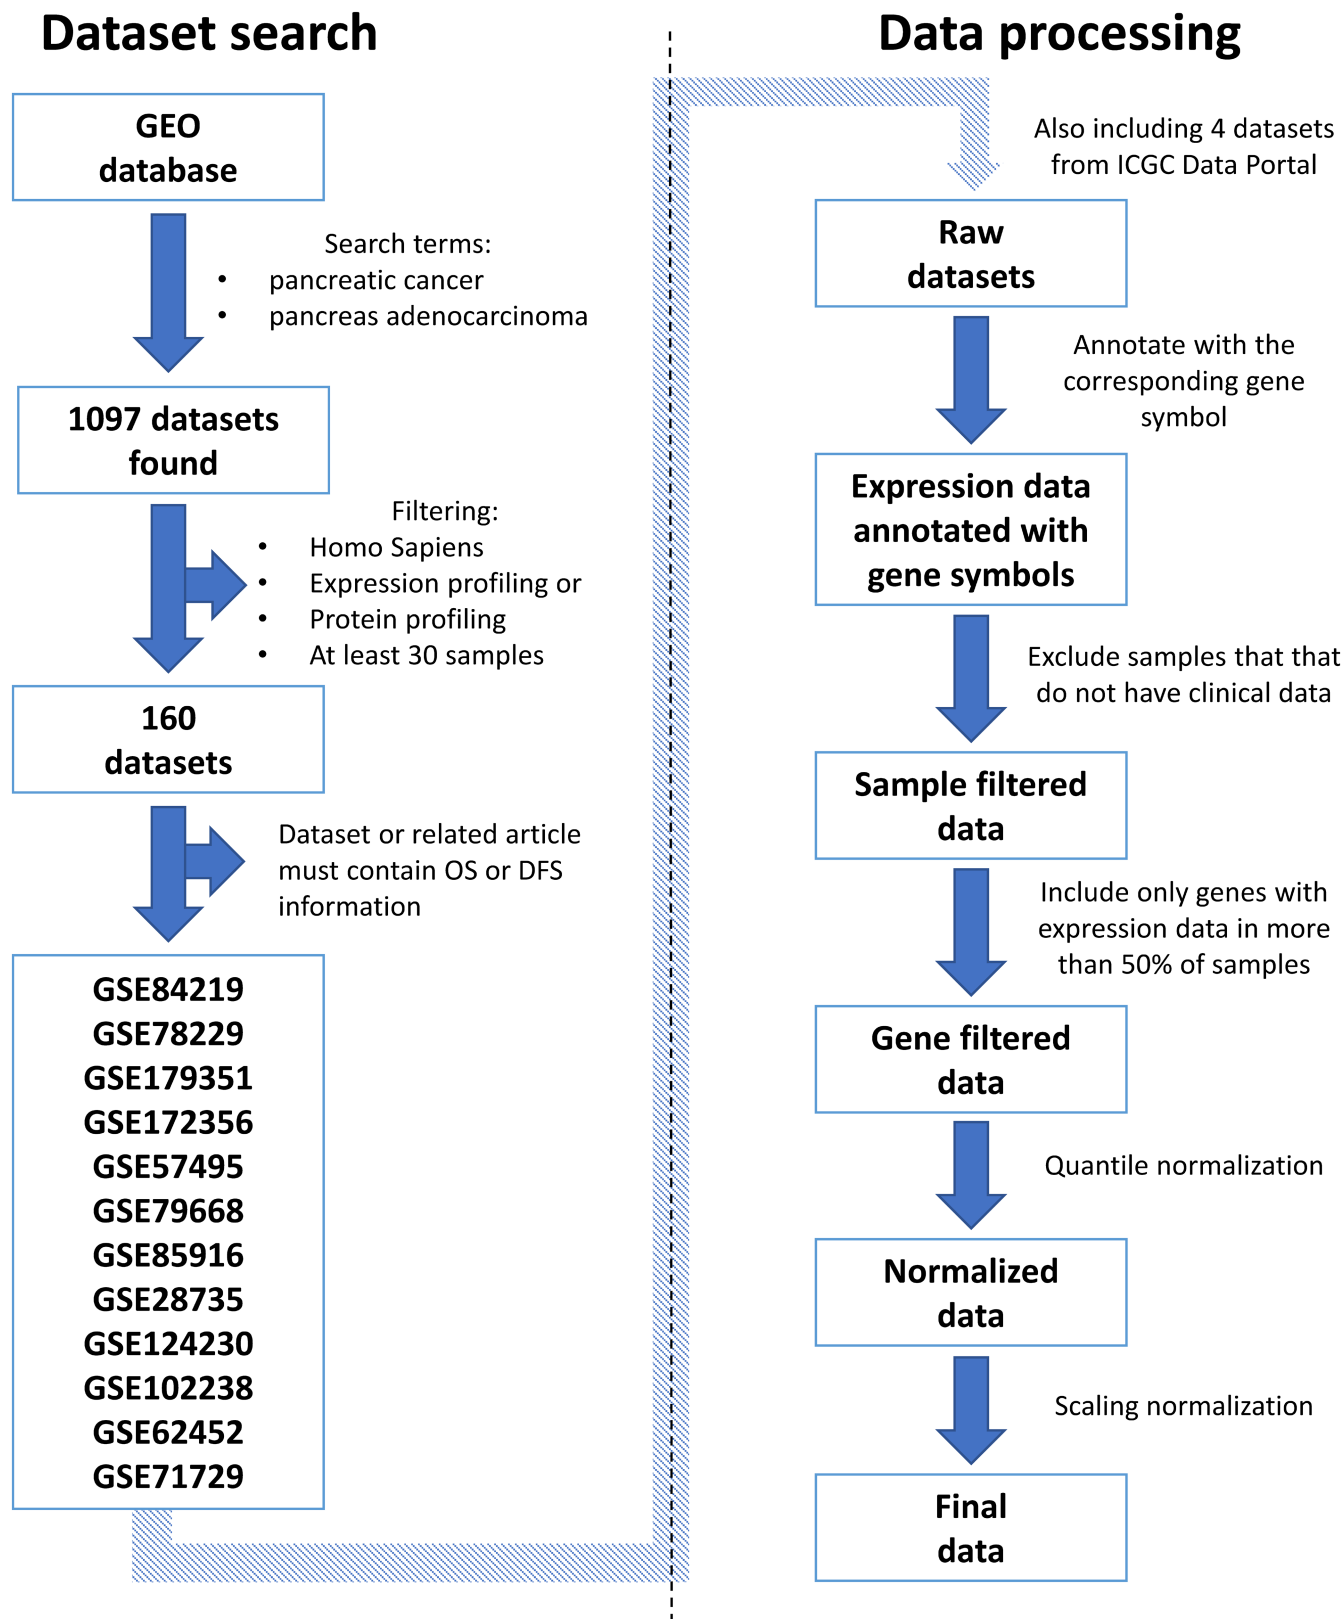 Dataset search
GEO
database
Search terms:
• pancreatic cancer
• pancreas adenocarcinoma
1097 datasets
found
Filtering:
• Homo Sapiens
• Expression profiling or
• Protein profiling
• At least 30 samples
160
datasets
Dataset or related article
must contain OS or DFS
information
GSE84219
GSE78229
GSE179351
GSE172356
GSE57495
GSE79668
GSE85916
GSE28735
GSE124230
GSE102238
GSE62452
GSE71729
Data processing
Also including 4 datasets
from ICGC Data Portal
Raw
datasets
Annotate with the
corresponding gene
symbol
Expression data
annotated with
gene symbols
Exclude samples that that
do not have clinical data
Sample filtered
data
Include only genes with
expression data in more
than 50% of samples
Gene filtered
data
Quantile normalization
Normalized
data
Scaling normalization
Final
data